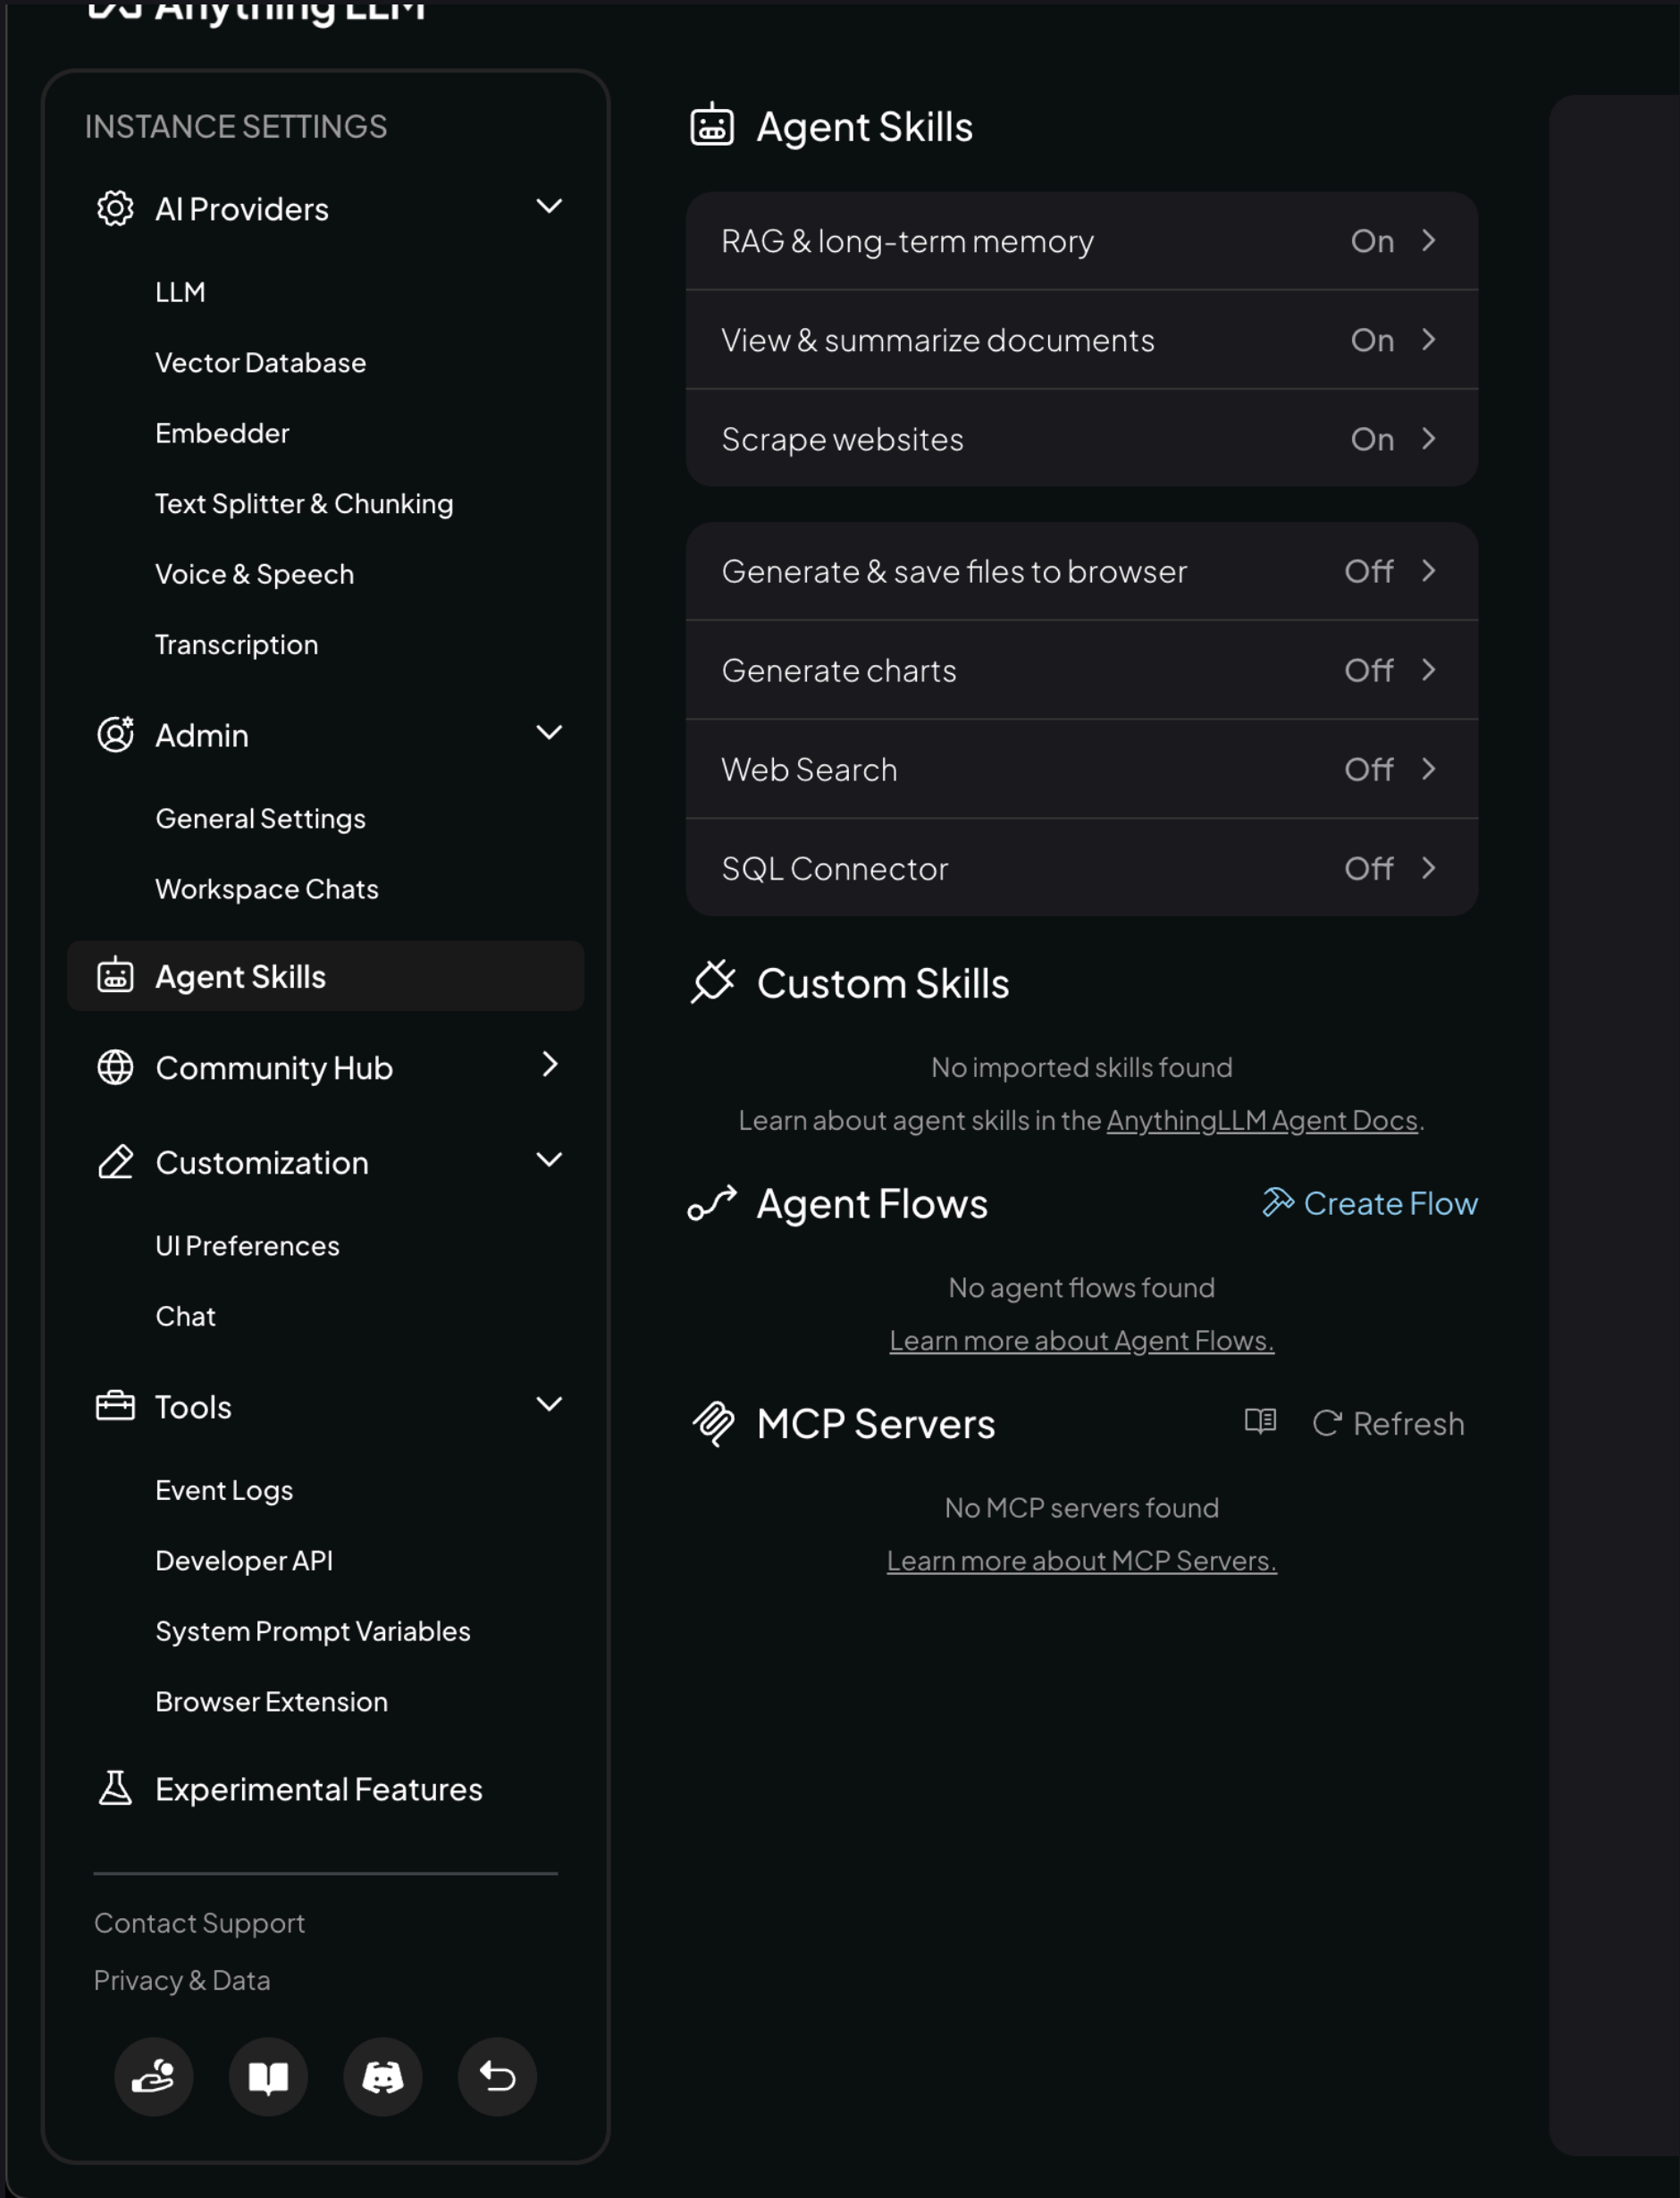 AnythingLLM
INSTANCE SETTINGS
AI Providers
LLM
Vector Database
Embedder
Text Splitter & Chunking
Voice & Speech
Transcription
Admin
General Settings
Workspace Chats
Agent Skills
Community Hub
Customization
UI Preferences
Chat
Tools
Event Logs
Developer API
System Prompt Variables
Browser Extension
Experimental Features
Contact Support
Privacy & Data
Agent Skills
RAG & long-term memory On
View & summarize documents On
Scrape websites On
Generate & save files to browser Off
Generate charts Off
Web Search Off
SQL Connector Off
Custom Skills
No imported skills found
Learn about agent skills in the AnythingLLM Agent Docs.
Agent Flows Create Flow
No agent flows found
Learn more about Agent Flows.
MCP Servers Refresh
No MCP servers found
Learn more about MCP Servers.